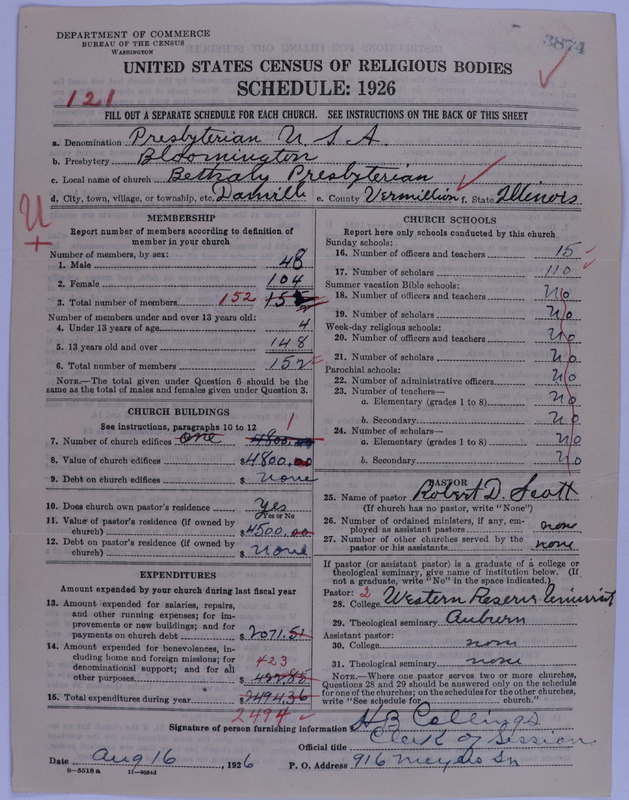 DEPARTMENT OF COMMERCE
BUREAU OF THE CENSUS
WASHINGTON
3874
UNITED STATES CENSUS OF RELIGIOUS BODIES
SCHEDULE: 1926
121
FILL OUT A SEPARATE SCHEDULE FOR EACH CHURCH. SEE INSTRUCTIONS ON THE BACK OF THIS SHEET
a. Denomination Presbyterian U.S.A.
b. Presbytery Bloomington
c. Local name of church Bethany Presbyterian
d. City, town, village, or township, etc. Danville e. County Vermillion f. State Illinois
U
+
MEMBERSHIP
Report number of members according to definition of
member in your church
Number of members, by sex:
1. Male 48
2. Female 104
3. Total number of members 152
Number of members under and over 13 years old:
4. Under 13 years of age 4
5. 13 years old and over 148
6. Total number of members 152
NOTE.—The total given under Question 6 should be the
same as the total of males and females given under Question 3.
CHURCH BUILDINGS
See instructions, paragraphs 10 to 12
1
7. Number of church edifices one 4800.00
8. Value of church edifices $4800.00
9. Debt on church edifices $ none
10. Does church own pastor's residence Yes
Yes or No
11. Value of pastor's residence (if owned by
church) $4500.00
12. Debt on pastor's residence (if owned by
church) $ none
EXPENDITURES
Amount expended by your church during last fiscal year
13. Amount expended for salaries, repairs,
and other running expenses; for im-
provements or new buildings; and for
payments on church debt $2071.51
14. Amount expended for benevolences, in-
cluding home and foreign missions; for
denominational support; and for all
423
other purposes $422.85
15. Total expenditures during year $2494.36
2494
CHURCH SCHOOLS
Report here only schools conducted by this church
Sunday schools:
16. Number of officers and teachers 15
17. Number of scholars 110
Summer vacation Bible schools:
18. Number of officers and teachers No
19. Number of scholars No
Week-day religious schools:
20. Number of officers and teachers No
21. Number of scholars No
Parochial schools:
22. Number of administrative officers No
23. Number of teachers—
a. Elementary (grades 1 to 8) No
b. Secondary No
24. Number of scholars—
a. Elementary (grades 1 to 8) No
b. Secondary No
PASTOR
25. Name of pastor Robert D. Scott
(If church has no pastor, write "None")
26. Number of ordained ministers, if any, em-
ployed as assistant pastors none
27. Number of other churches served by the
pastor or his assistants none
If pastor (or assistant pastor) is a graduate of a college or
theological seminary, give name of institution below. (If
not a graduate, write "No" in the space indicated.)
Pastor: 2
28. College Western Reserve
29. Theological seminary Auburn
Assistant pastor:
30. College none
31. Theological seminary none
NOTE.—Where one pastor serves two or more churches,
Questions 28 and 29 should be answered only on the schedule
for one of the churches; on the schedules for the other churches,
write "See schedule for church."
Signature of person furnishing information H B Collings
Official title Clerk of Session
Date Aug 16, 1926 P. O. Address 916 Meyers
8—5518 a 11—9034d